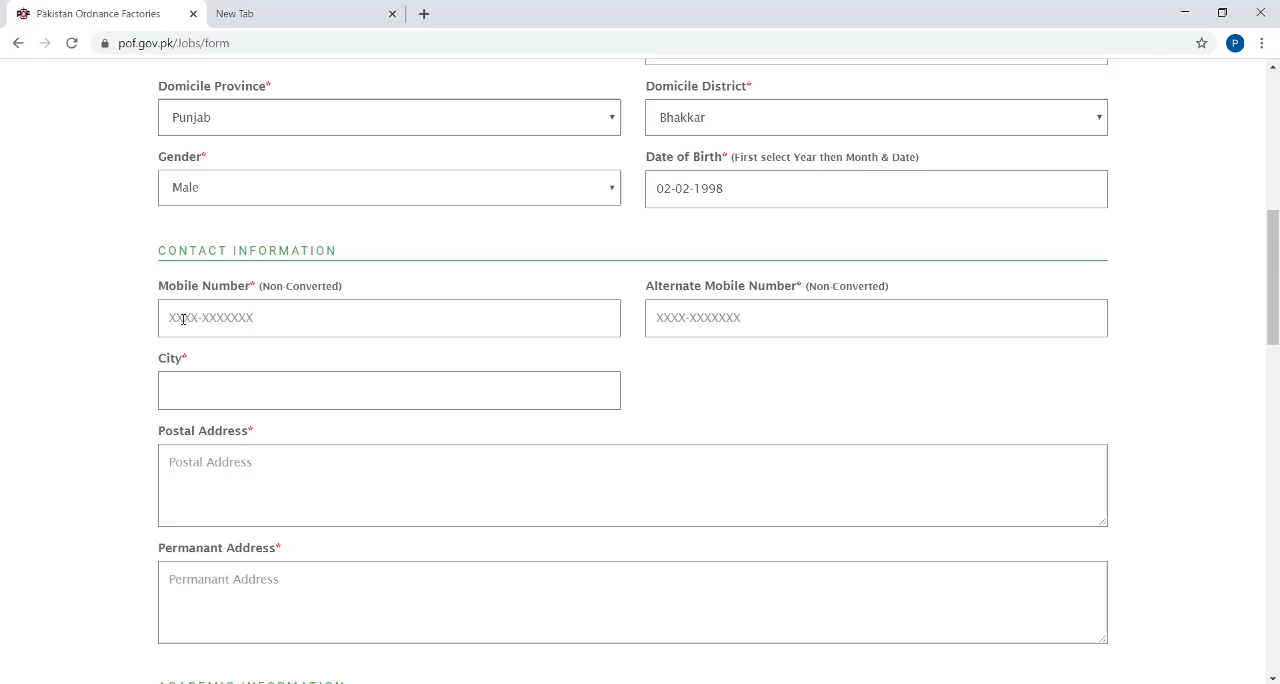 Pakistan Ordnance Factories
New Tab
pof.gov.pk/Jobs/form
P
Domicile Province*
Domicile District*
Punjab
Bhakkar
Gender*
Date of Birth* (First select Year then Month & Date)
Male
02-02-1998
CONTACT INFORMATION
Mobile Number* (Non-Converted)
Alternate Mobile Number* (Non-Converted)
XXXX-XXXXXXX
XXXX-XXXXXXX
City*
Postal Address*
Postal Address
Permanant Address*
Permanant Address
ACADEMIC INFORMATION